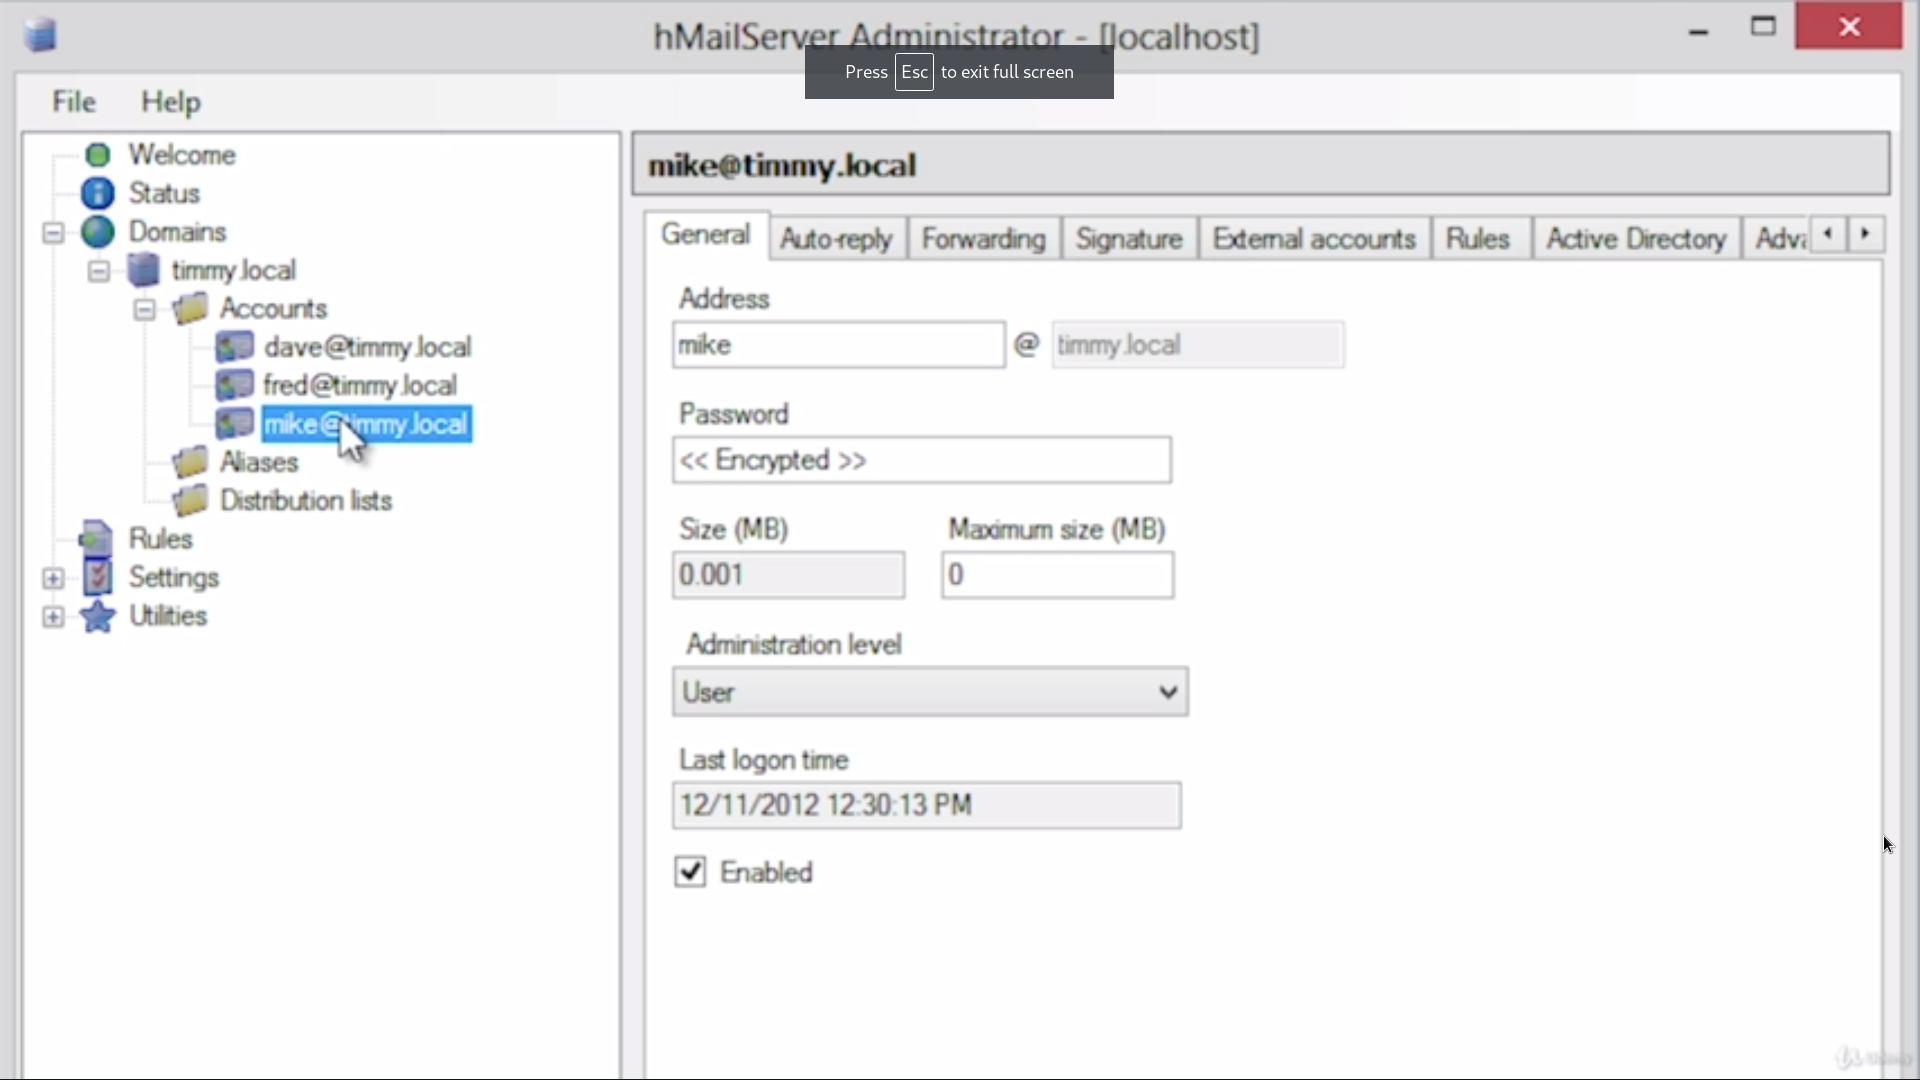 hMailServer Administrator - [localhost]
Press Esc to exit full screen
File Help
Welcome
Status
Domains
timmy.local
Accounts
dave@timmy.local
fred@timmy.local
mike@timmy.local
Aliases
Distribution lists
Rules
Settings
Utilities
mike@timmy.local
General Auto-reply Forwarding Signature External accounts Rules Active Directory Adva
Address
mike @ timmy.local
Password
<< Encrypted >>
Size (MB) Maximum size (MB)
0.001 0
Administration level
User
Last logon time
12/11/2012 12:30:13 PM
Enabled